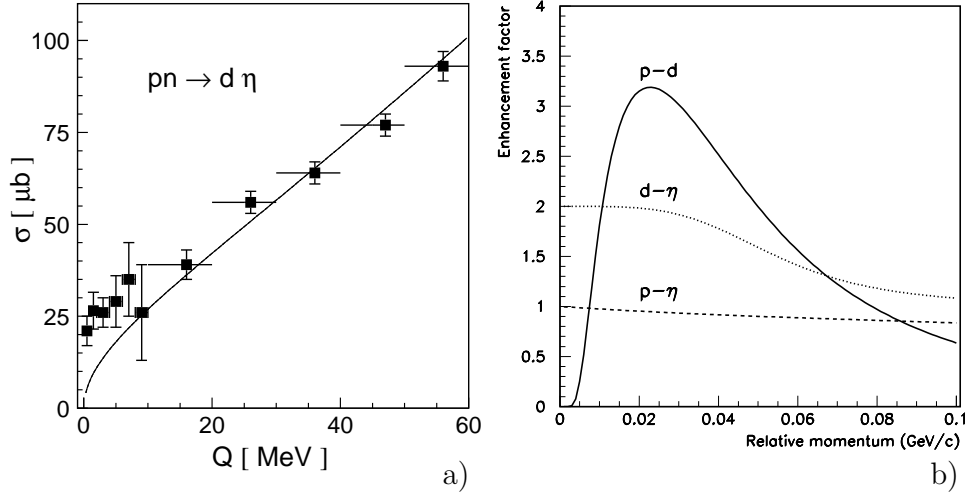 100
75
50
25
0
σ [ μb]
pn → d η
0
20
40
60
Q [ MeV ]
a)
Enhancement factor
4
3.5
3
2.5
2
1.5
1
0.5
0
p-d
d-η
p-η
0
0.02
0.04
0.06
0.08
0.1
Relative momentum (GeV/c)
b)